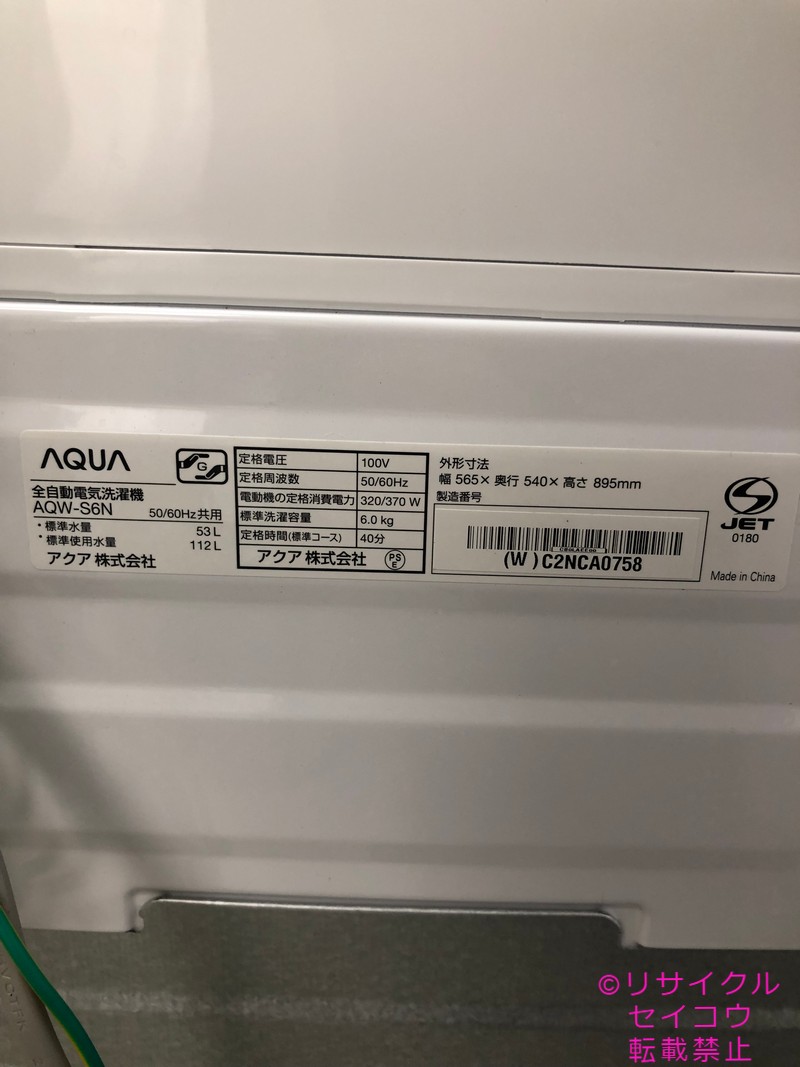 AQUA
G
全自動電気洗濯機
AQW-S6N 50/60Hz共用
・標準水量 53L
・標準使用水量 112L
アクア株式会社
定格電圧 100V
定格周波数 50/60Hz
電動機の定格消費電力 320/370 W
標準洗濯容量 6.0 kg
定格時間(標準コース) 40分
アクア株式会社 PSE
外形寸法
幅 565× 奥行 540× 高さ 895mm
製造番号
(W)C2NCA0758
JET
0180
Made in China
©リサイクル
セイコウ
転載禁止